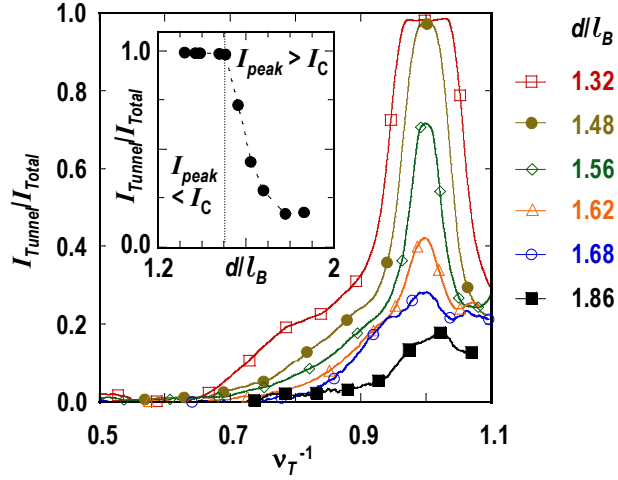 I_Tunnel/I_Total
1.0
0.8
0.6
0.4
0.2
0.0
0.5
0.7
0.9
1.1
ν_T^-1
I_Tunnel/I_Total
1.0
0.0
1.2
2
d/l_B
I_peak > I_C
I_peak
< I_C
d/l_B
1.32
1.48
1.56
1.62
1.68
1.86